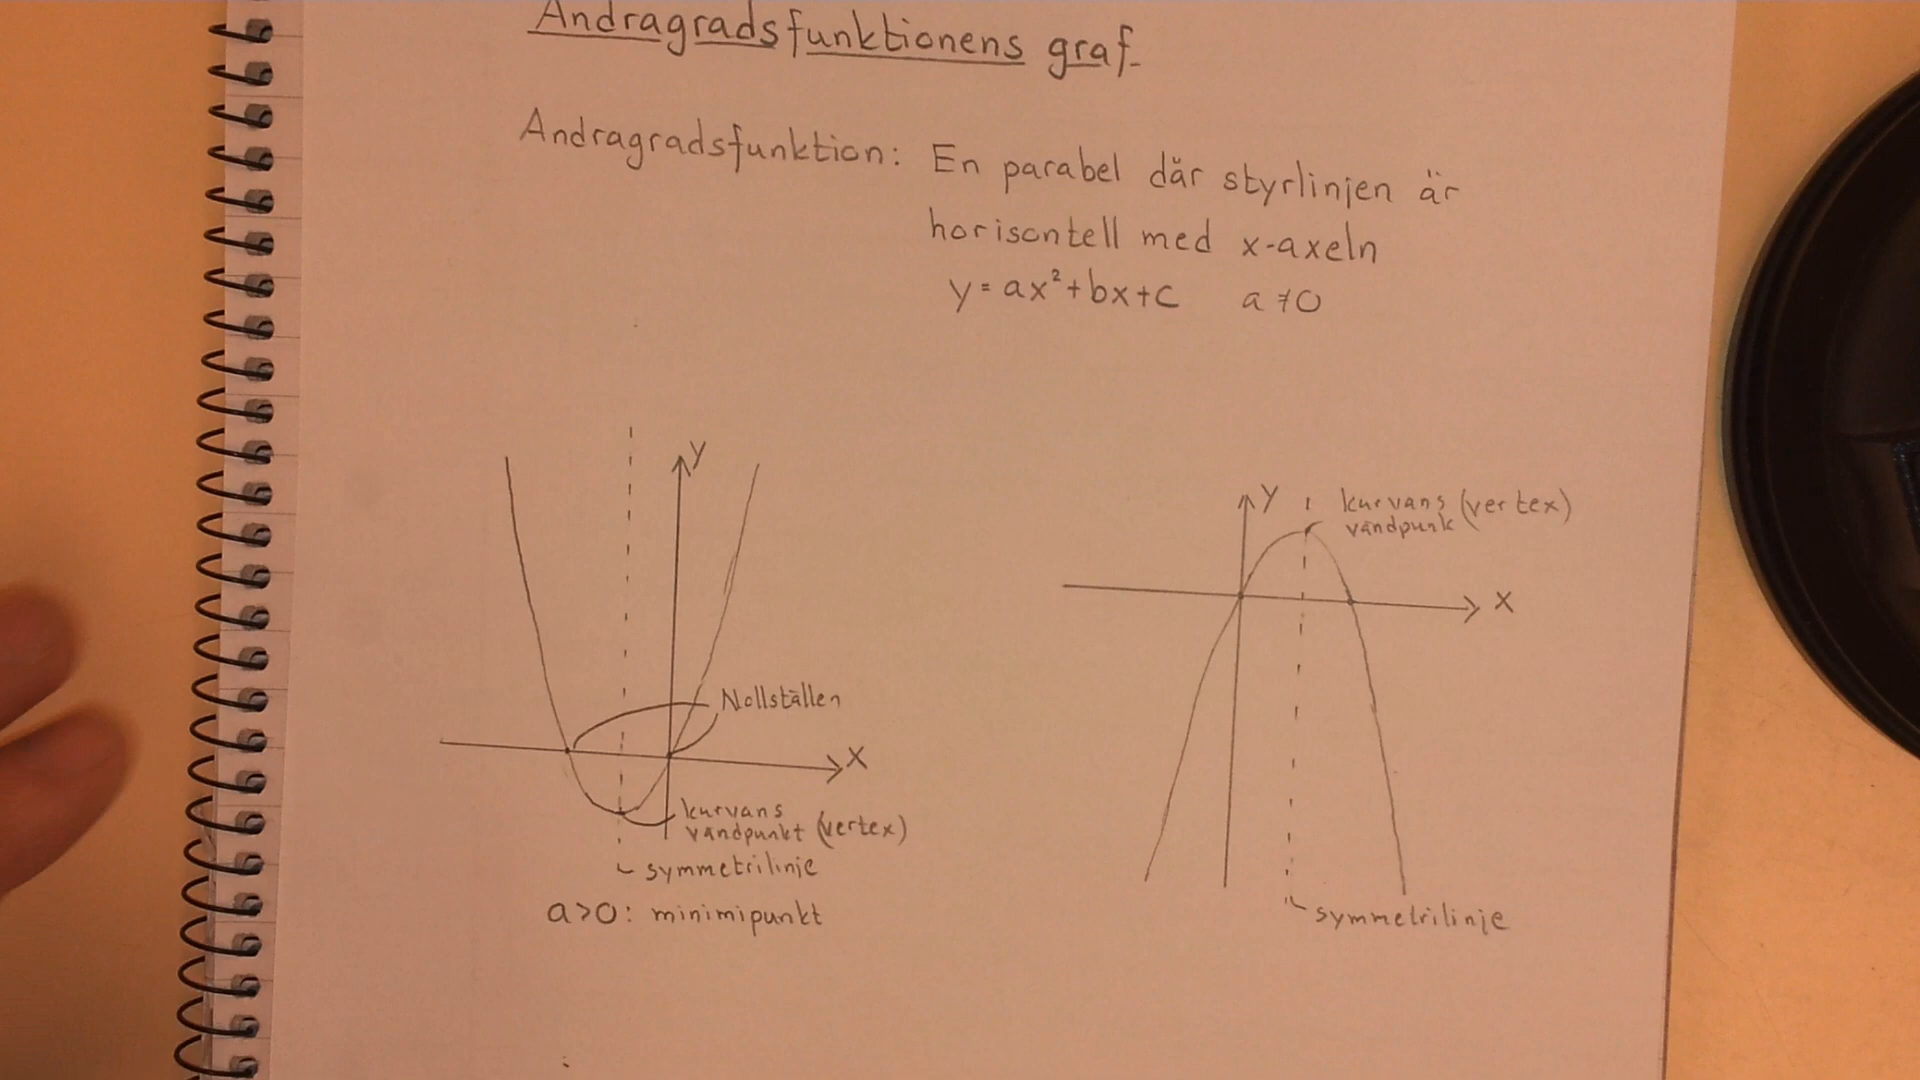 Andragradsfunktionens graf
Andragradsfunktion: En parabel där styrlinjen är
horisontell med x-axeln
y = ax²+bx+c a ≠ 0
y
Nollställen
x
kurvans
vändpunkt (vertex)
symmetrilinje
a>0: minimipunkt
y
kurvans (vertex)
vändpunk
x
symmetrilinje